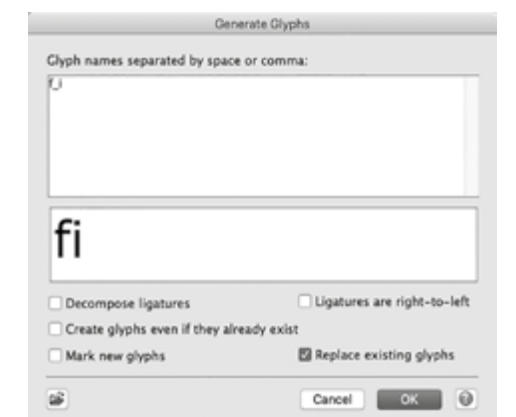 Generate Glyphs
Glyph names separated by space or comma:
f_i
fi
Decompose ligatures
Ligatures are right-to-left
Create glyphs even if they already exist
Mark new glyphs
Replace existing glyphs
Cancel
OK
?